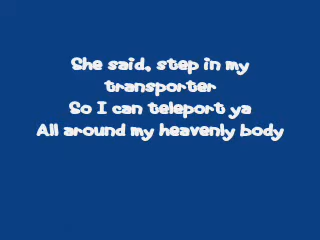 She said, step in my
transporter
So I can teleport ya
All around my heavenly body